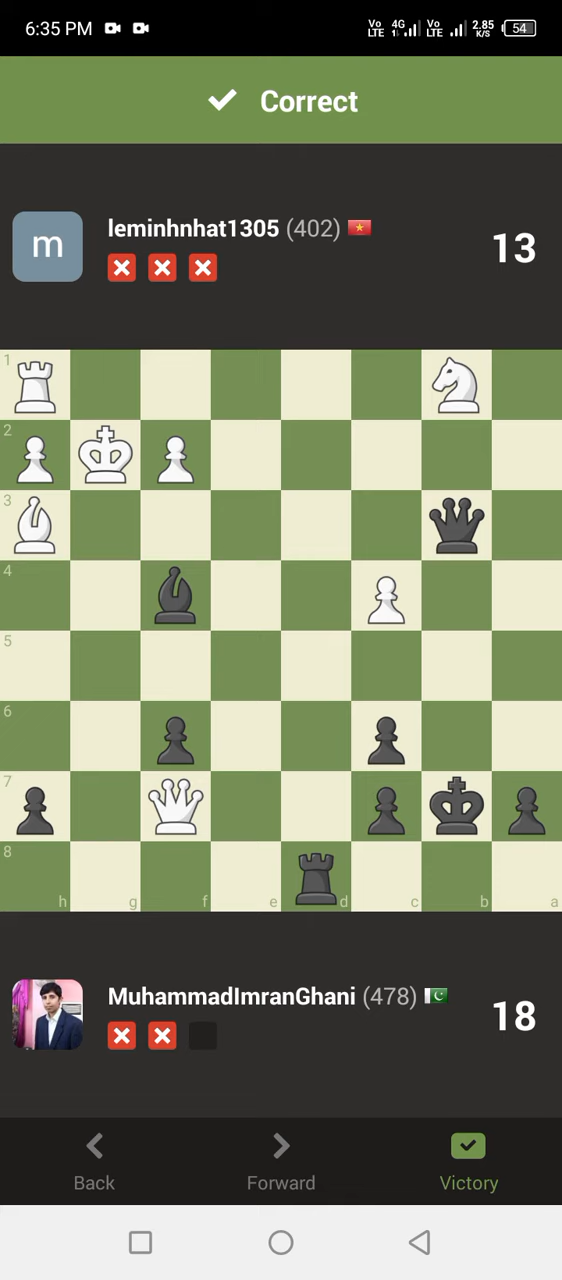 6:35 PM Vo LTE 4G Vo LTE 2.85 K/S 54
Correct
m
leminhnhat1305 (402)
13
1
2
3
4
5
6
7
8
h g f e d c b a
MuhammadImranGhani (478)
18
Back Forward Victory